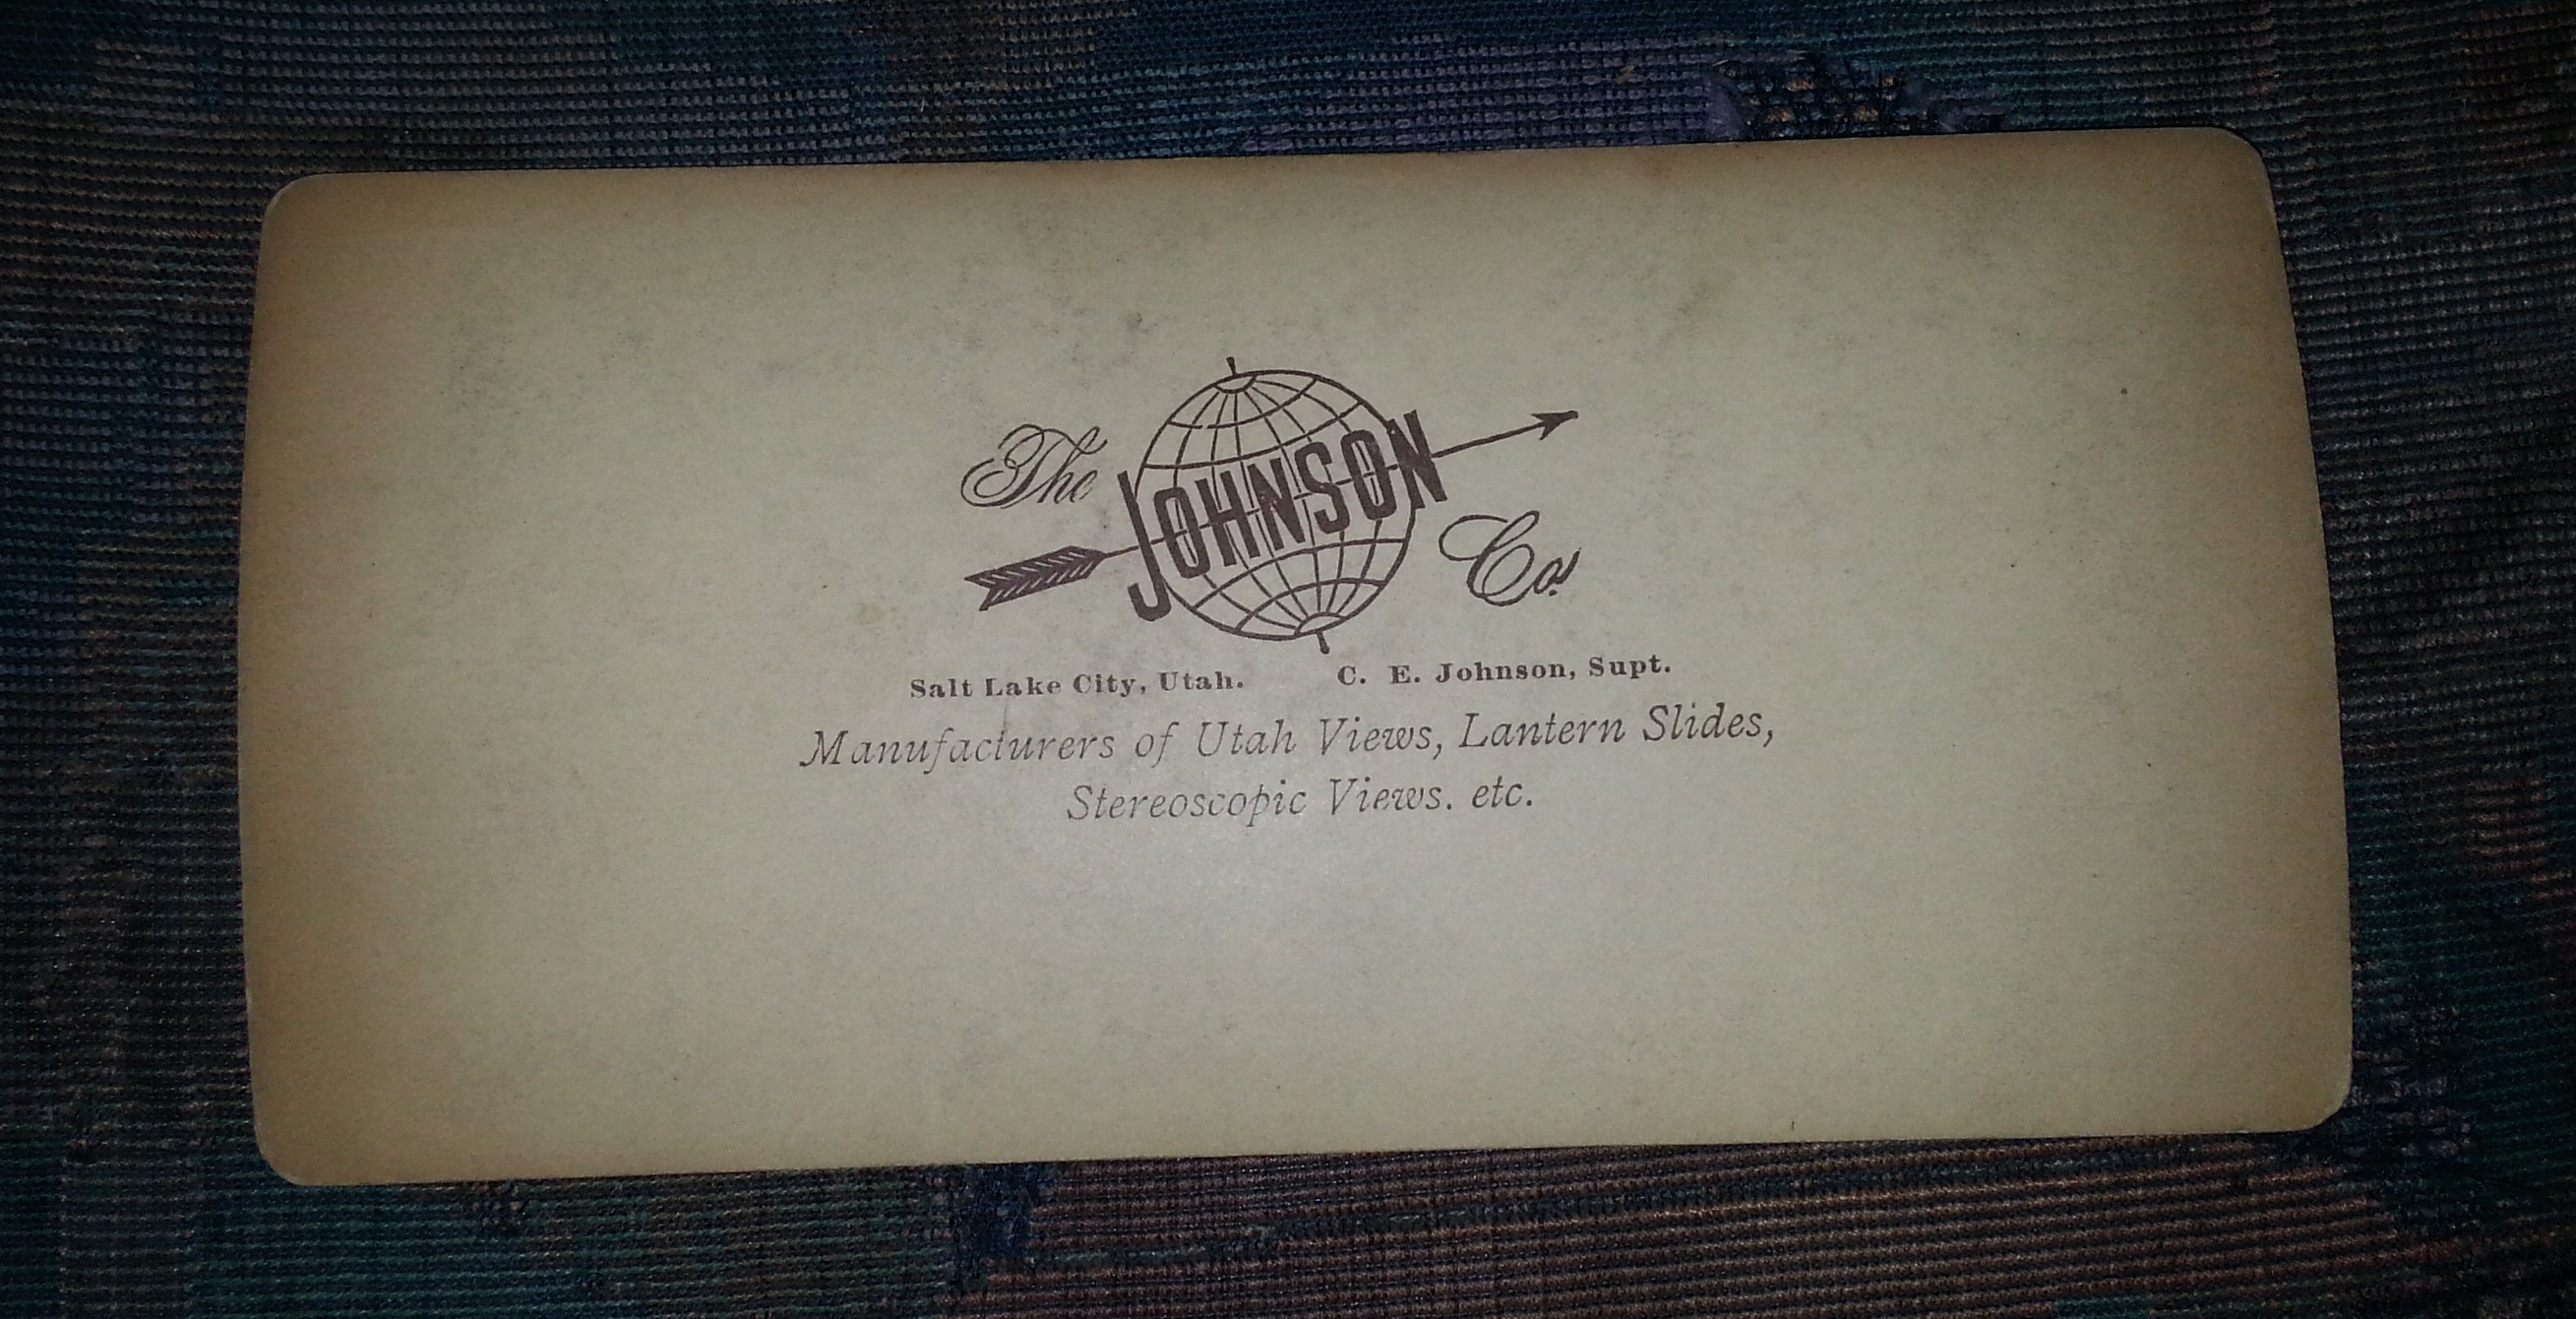 The JOHNSON Co.
Salt Lake City, Utah. C. E. Johnson, Supt.
Manufacturers of Utah Views, Lantern Slides,
Stereoscopic Views. etc.